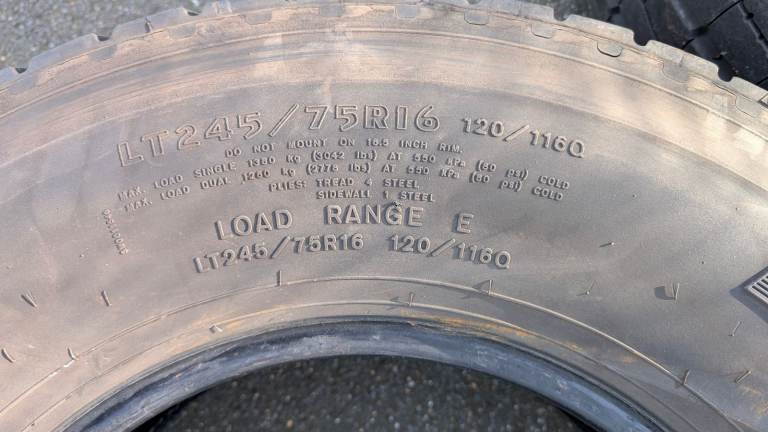 LT245/75R16 120/116Q
DO NOT MOUNT ON 16.5 INCH RIM.
MAX. LOAD SINGLE 1380 kg (3042 lbs) AT 550 kPa (80 psi) COLD
MAX. LOAD DUAL 1260 kg (2778 lbs) AT 550 kPa (80 psi) COLD
PLIES: TREAD 4 STEEL
SIDEWALL 1 STEEL
LOAD RANGE E
LT245/75R16 120/116Q